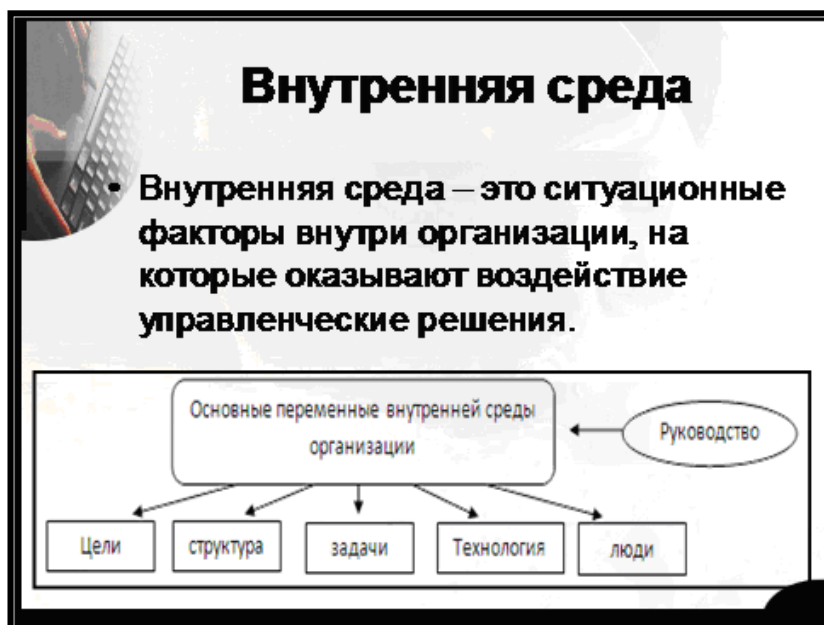 Внутренняя среда
• Внутренняя среда – это ситуационные
факторы внутри организации, на
которые оказывают воздействие
управленческие решения.
Основные переменные внутренней среды
организации
Руководство
Цели
структура
задачи
Технология
люди